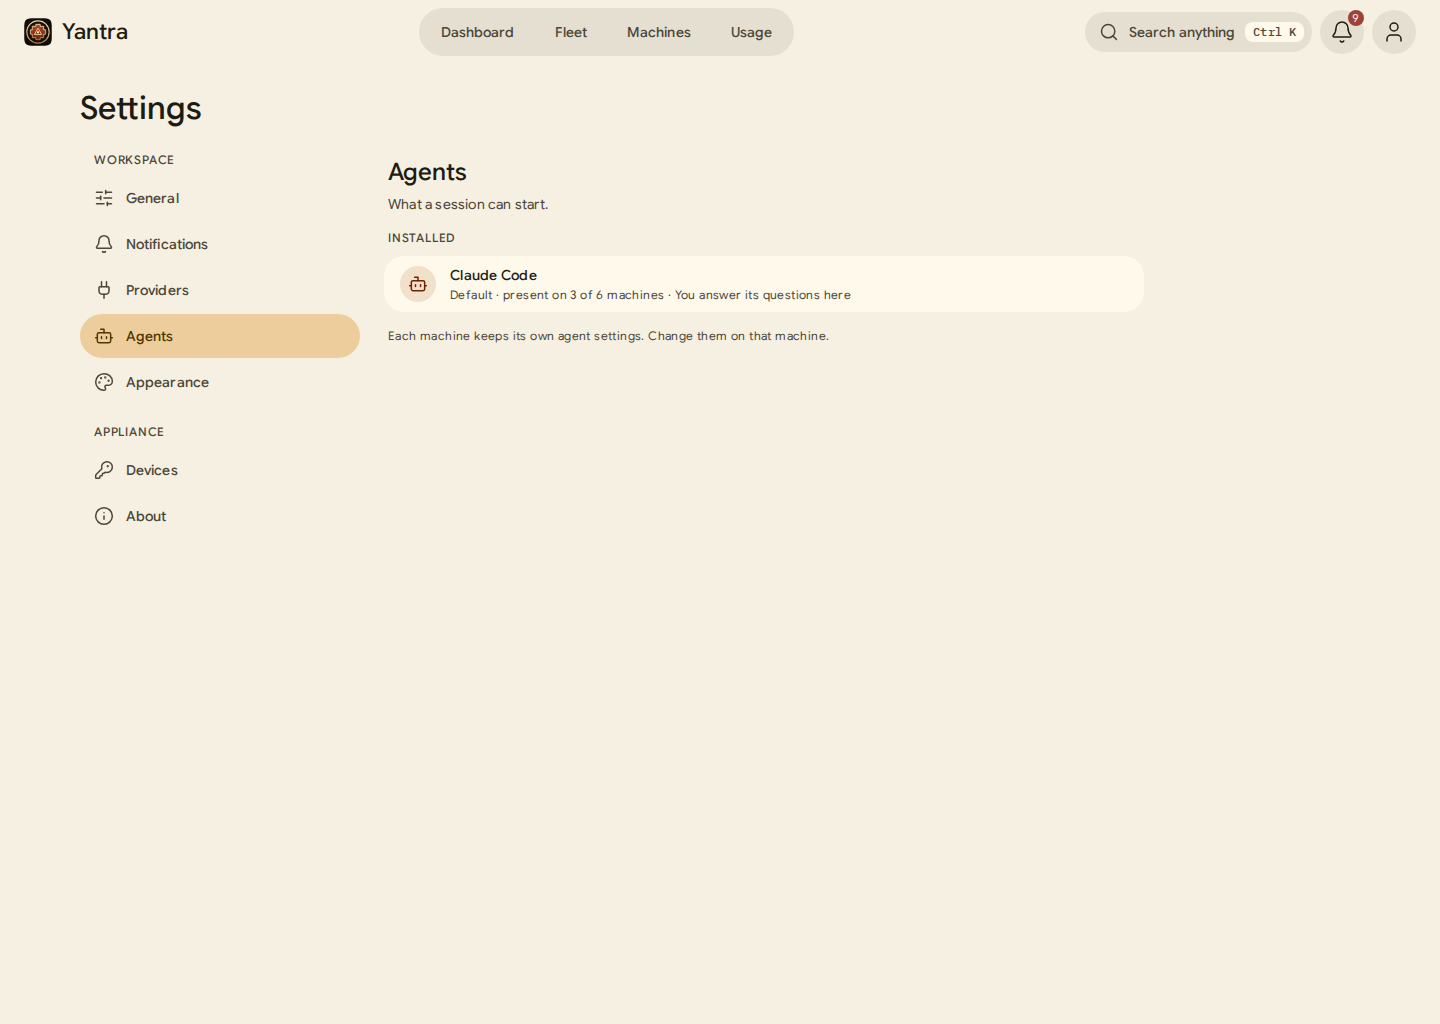 Yantra
Dashboard Fleet Machines Usage
Search anything Ctrl K
9
Settings
WORKSPACE
General
Notifications
Providers
Agents
Appearance
APPLIANCE
Devices
About
Agents
What a session can start.
INSTALLED
Claude Code
Default · present on 3 of 6 machines · You answer its questions here
Each machine keeps its own agent settings. Change them on that machine.